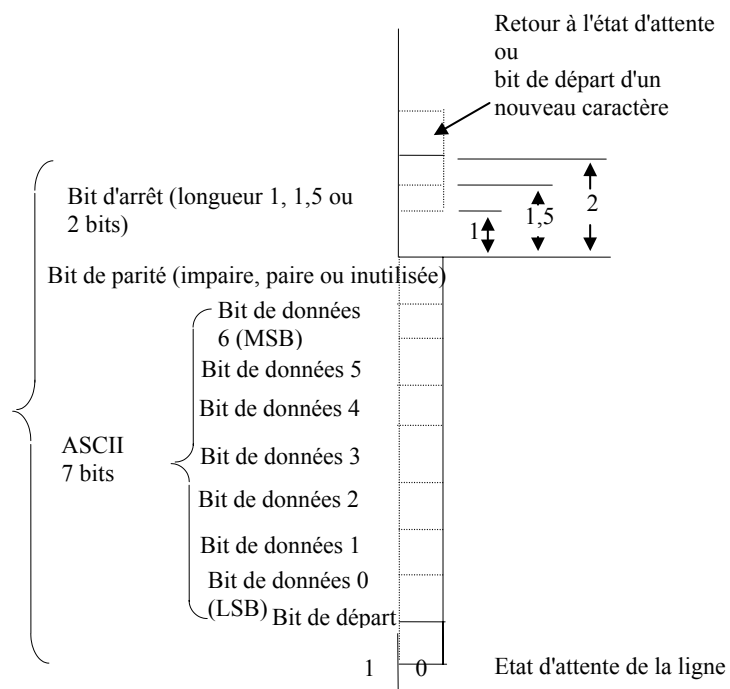 Retour à l'état d'attente
ou
bit de départ d'un
nouveau caractère
Bit d'arrêt (longueur 1, 1,5 ou
2 bits)
1
1,5
2
Bit de parité (impaire, paire ou inutilisée)
Bit de données
6 (MSB)
Bit de données 5
Bit de données 4
ASCII
7 bits
Bit de données 3
Bit de données 2
Bit de données 1
Bit de données 0
(LSB)
Bit de départ
1
0
Etat d'attente de la ligne